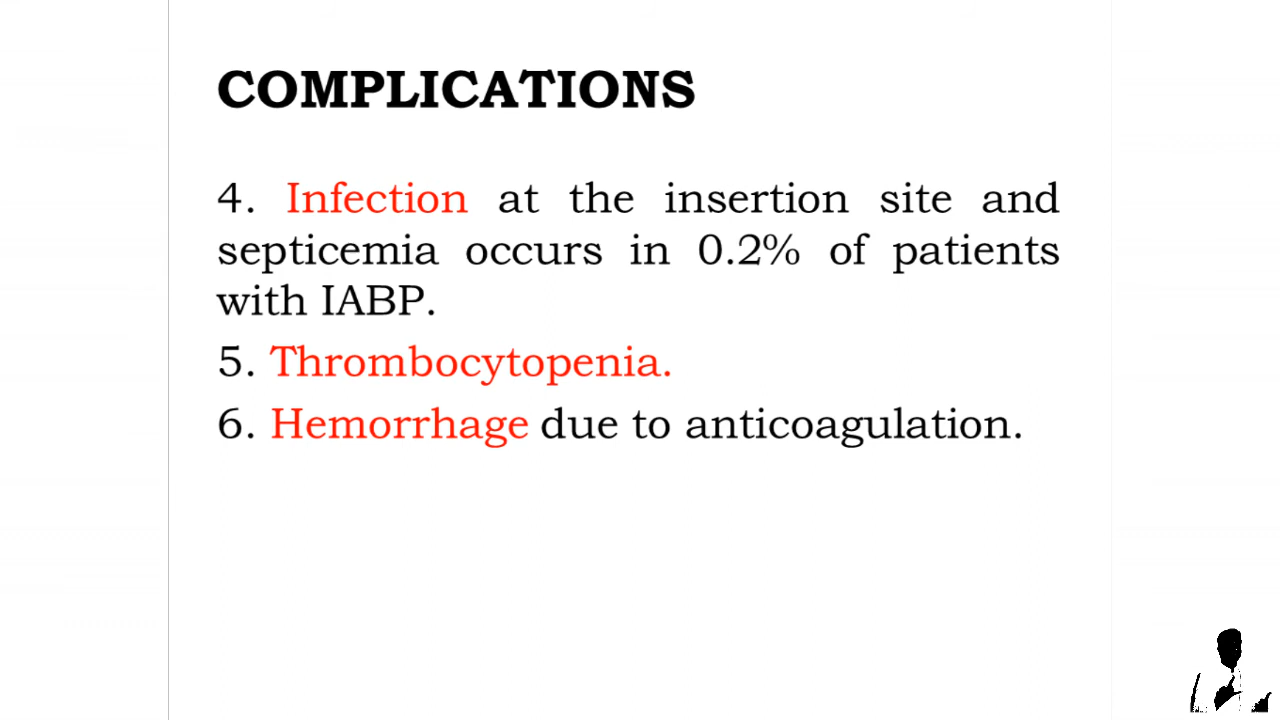 COMPLICATIONS
4. Infection at the insertion site and
septicemia occurs in 0.2% of patients
with IABP.
5. Thrombocytopenia.
6. Hemorrhage due to anticoagulation.